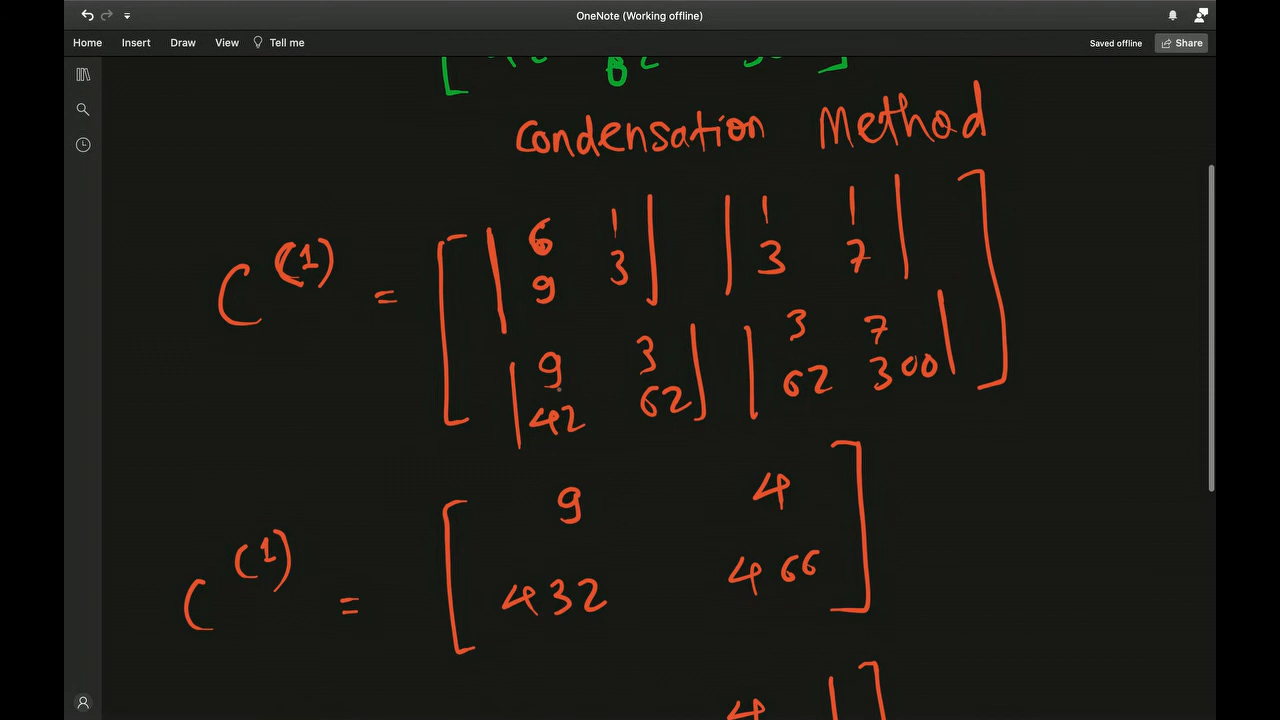 OneNote (Working offline)
Home Insert Draw View Tell me Saved offline Share
Condensation Method
6 1 1 1
C(1) = 9 3 3 7
9 3 3 7
42 62 62 300
9 4
C(1) = 432 466
4